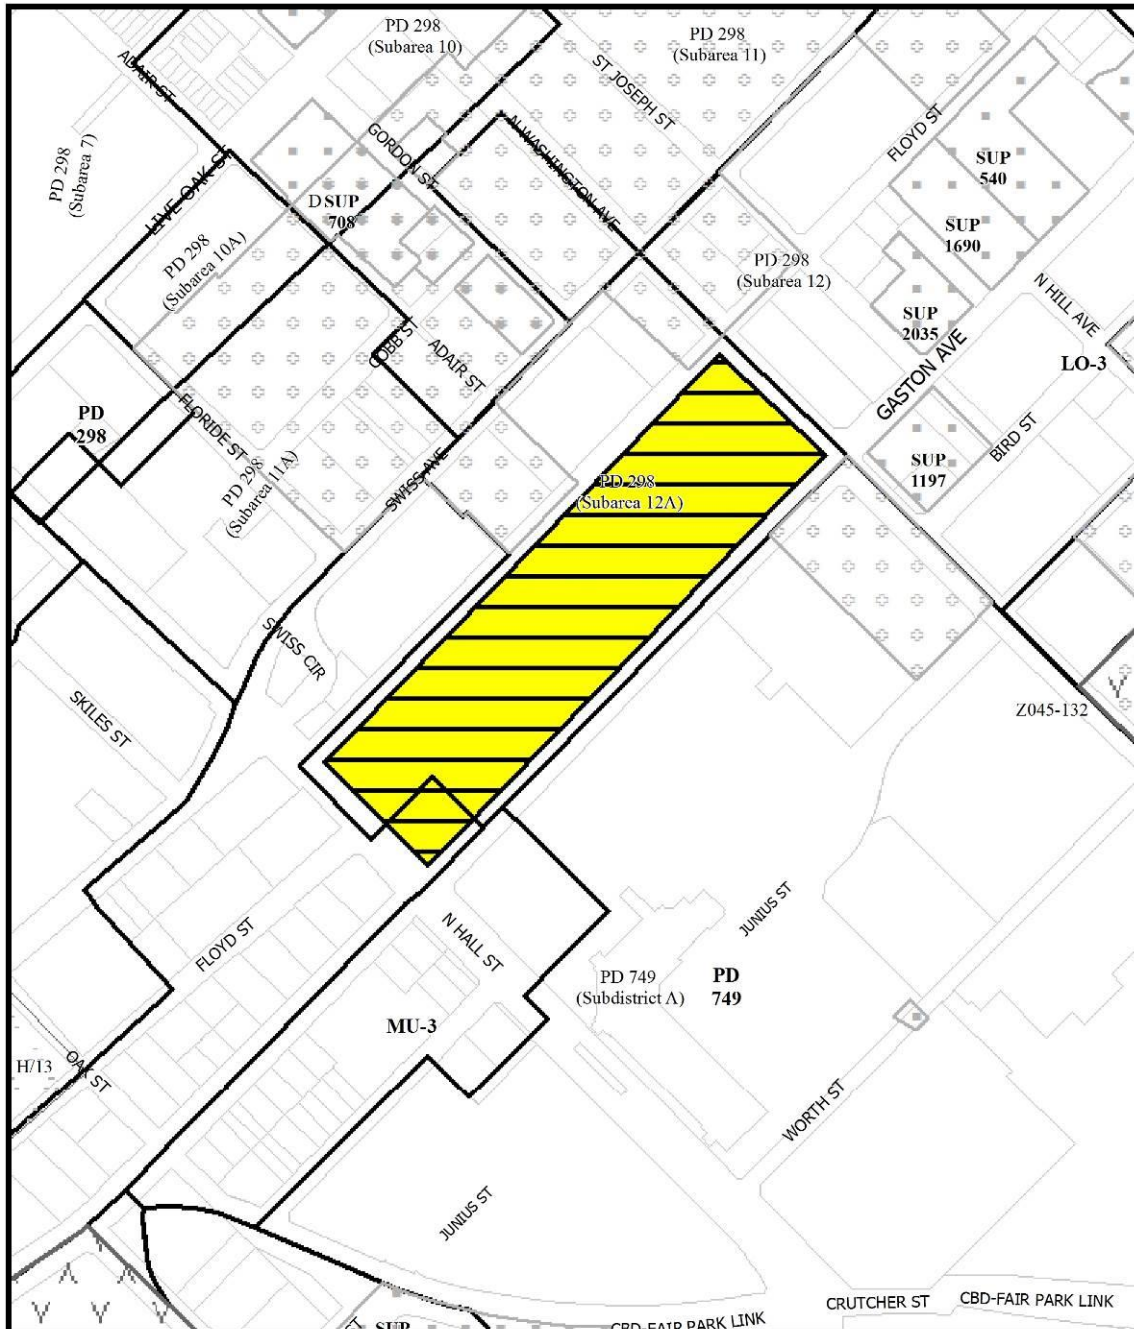 PD 298
(Subarea 10)
PD 298
(Subarea 11)
ADAIR ST
ST JOSEPH ST
PD 298
(Subarea 7)
LIVE OAK ST
GORDON ST
N WASHINGTON AVE
FLOYD ST
SUP
540
D SUP
708
SUP
1690
PD 298
(Subarea 10A)
PD 298
(Subarea 12)
N HILL AVE
SUP
2035
COBB ST
ADAIR ST
GASTON AVE
LO-3
PD
298
FLORIDE ST
PD 298
(Subarea 11A)
SWISS AVE
BIRD ST
SUP
1197
PD 298
(Subarea 12A)
SWISS CIR
SKILES ST
Z045-132
FLOYD ST
N HALL ST
JUNIUS ST
PD 749
(Subdistrict A)
PD
749
MU-3
H/13
OAK ST
WORTH ST
JUNIUS ST
CRUTCHER ST
CBD-FAIR PARK LINK
CBD-FAIR PARK LINK
ST
SUP